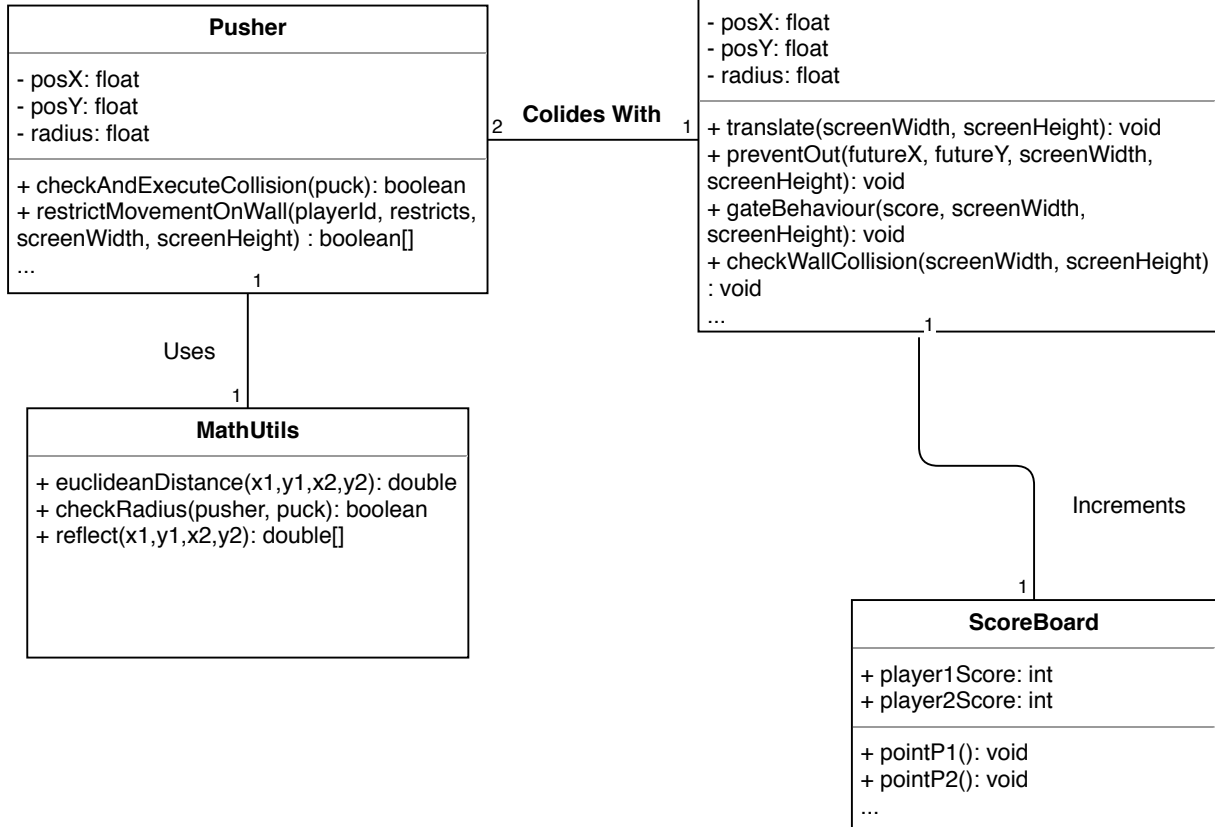 Pusher
- posX: float
- posY: float
- radius: float
+ checkAndExecuteCollision(puck): boolean
+ restrictMovementOnWall(playerId, restricts,
screenWidth, screenHeight) : boolean[]
...
1
2
Colides With
1
- posX: float
- posY: float
- radius: float
+ translate(screenWidth, screenHeight): void
+ preventOut(futureX, futureY, screenWidth,
screenHeight): void
+ gateBehaviour(score, screenWidth,
screenHeight): void
+ checkWallCollision(screenWidth, screenHeight)
: void
...
1
Uses
1
MathUtils
+ euclideanDistance(x1,y1,x2,y2): double
+ checkRadius(pusher, puck): boolean
+ reflect(x1,y1,x2,y2): double[]
Increments
1
ScoreBoard
+ player1Score: int
+ player2Score: int
+ pointP1(): void
+ pointP2(): void
...